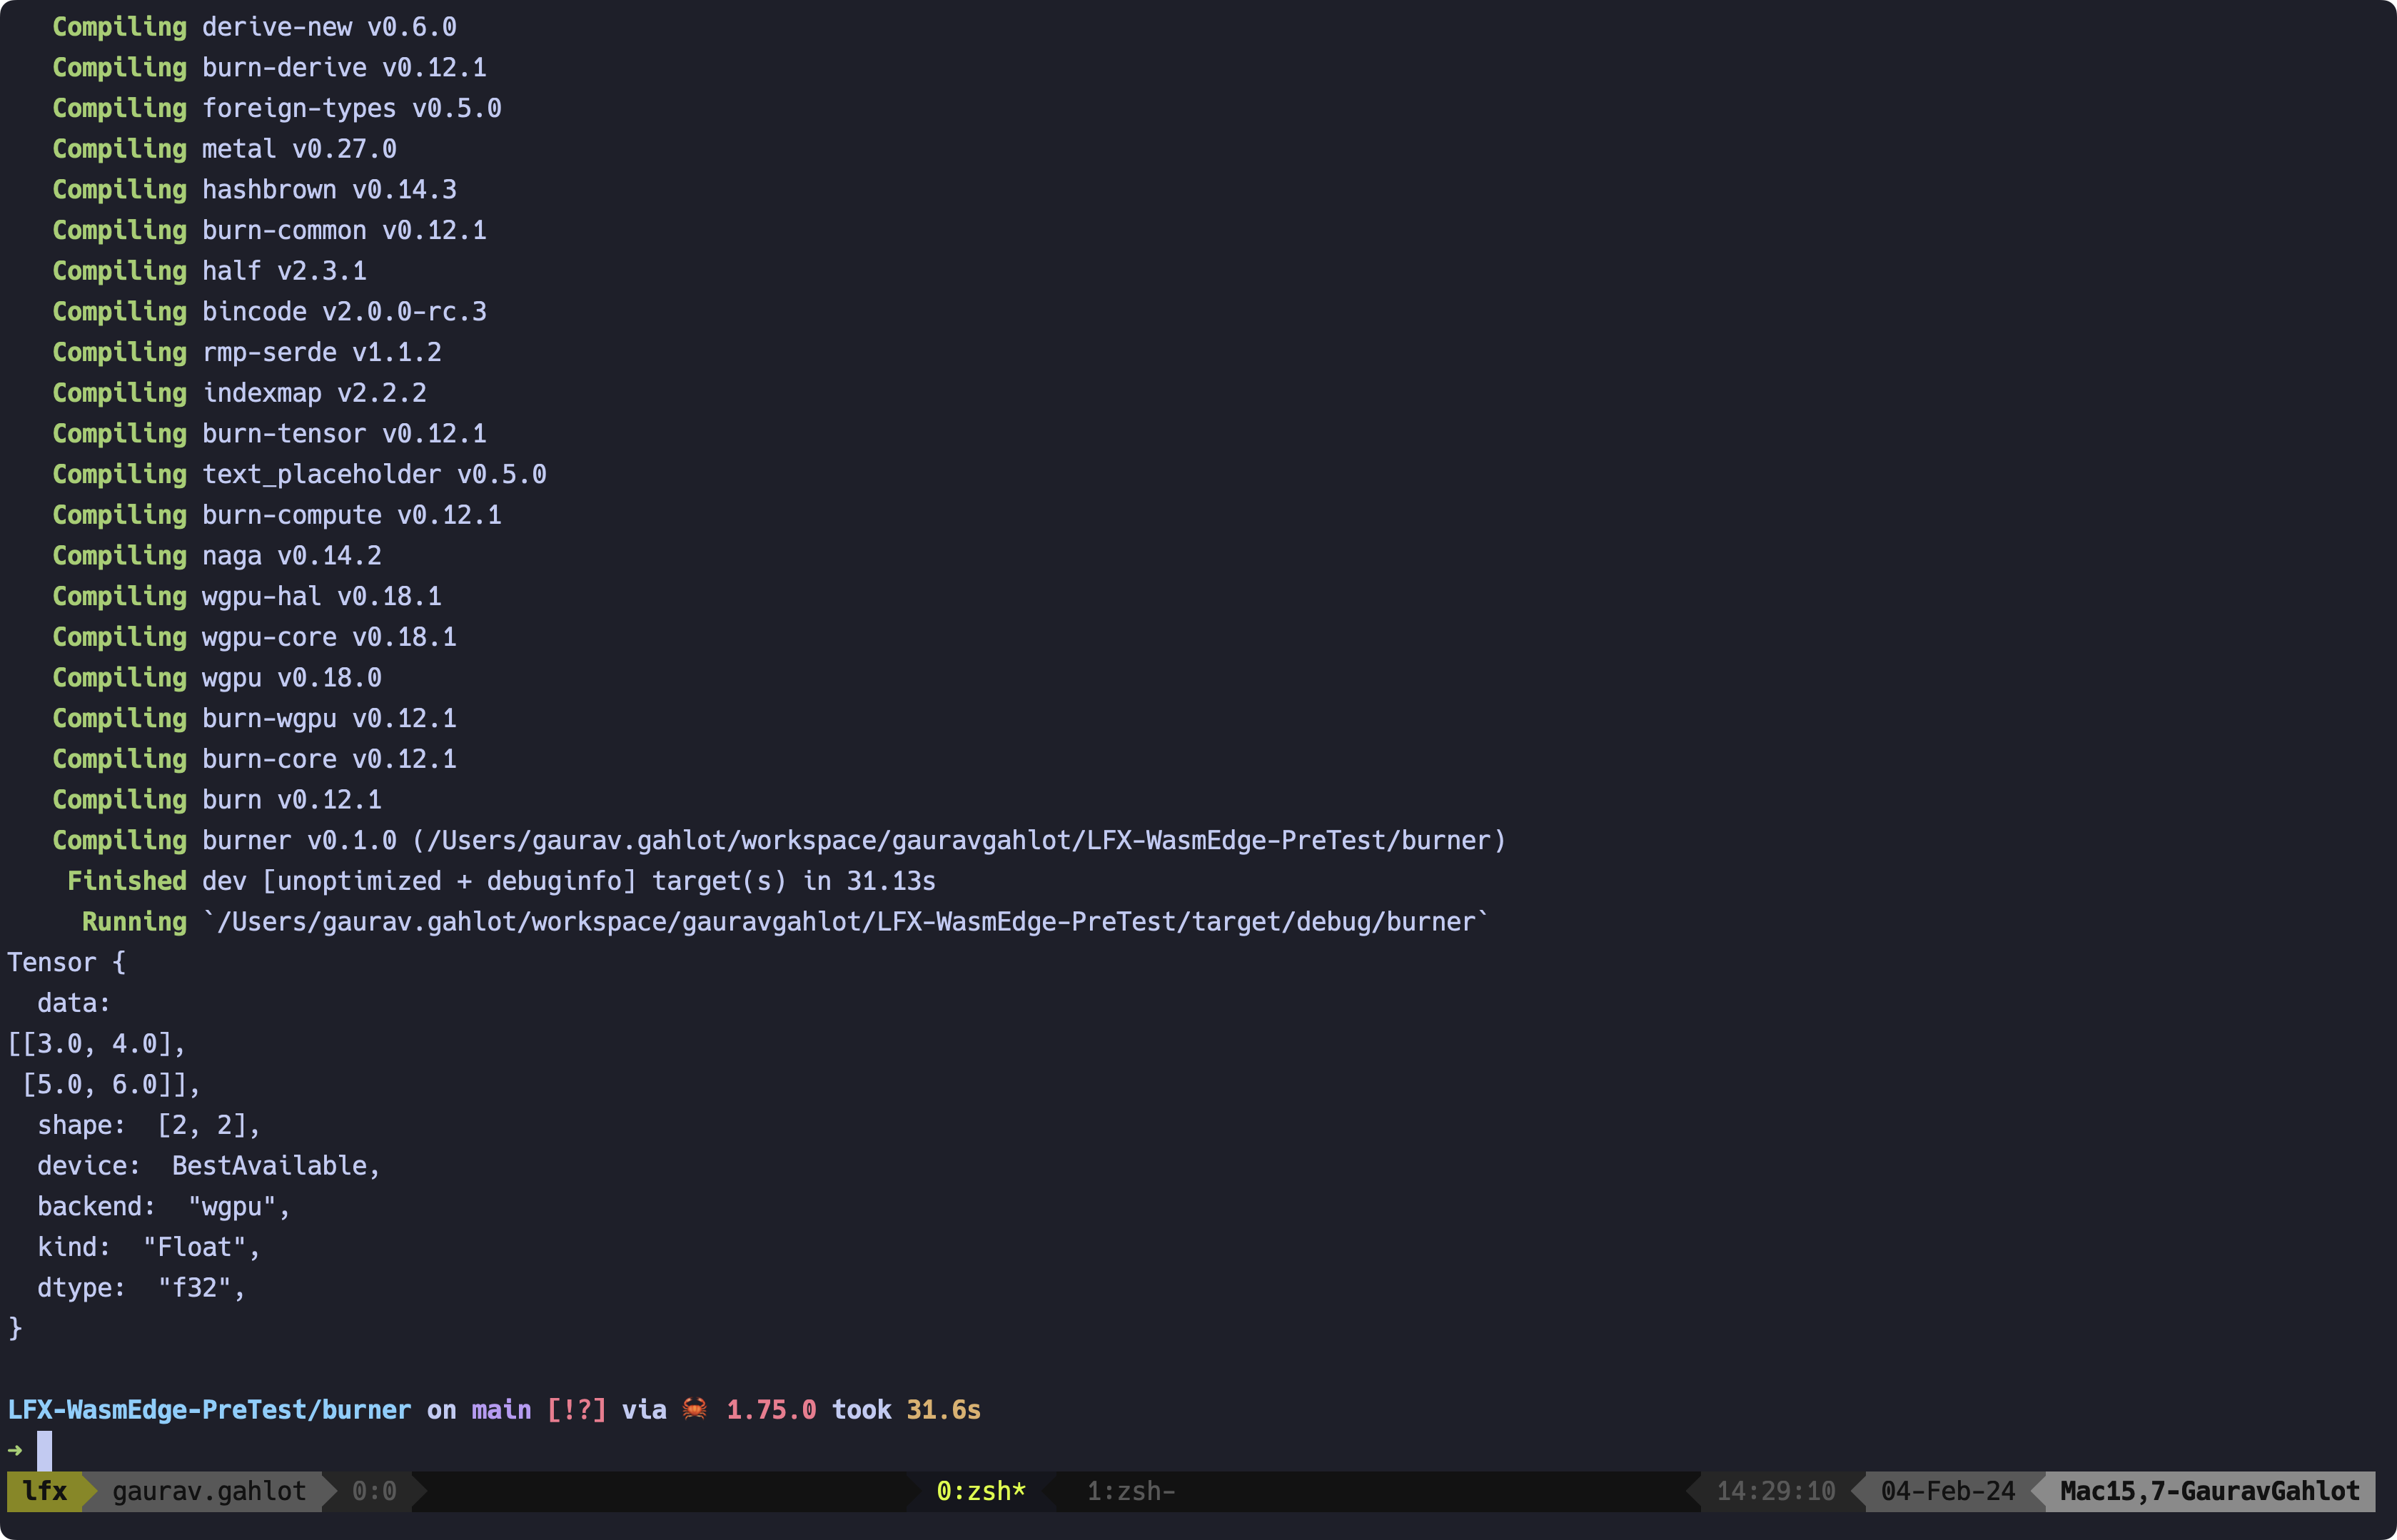 Compiling derive-new v0.6.0
Compiling burn-derive v0.12.1
Compiling foreign-types v0.5.0
Compiling metal v0.27.0
Compiling hashbrown v0.14.3
Compiling burn-common v0.12.1
Compiling half v2.3.1
Compiling bincode v2.0.0-rc.3
Compiling rmp-serde v1.1.2
Compiling indexmap v2.2.2
Compiling burn-tensor v0.12.1
Compiling text_placeholder v0.5.0
Compiling burn-compute v0.12.1
Compiling naga v0.14.2
Compiling wgpu-hal v0.18.1
Compiling wgpu-core v0.18.1
Compiling wgpu v0.18.0
Compiling burn-wgpu v0.12.1
Compiling burn-core v0.12.1
Compiling burn v0.12.1
Compiling burner v0.1.0 (/Users/gaurav.gahlot/workspace/gauravgahlot/LFX-WasmEdge-PreTest/burner)
Finished dev [unoptimized + debuginfo] target(s) in 31.13s
Running `/Users/gaurav.gahlot/workspace/gauravgahlot/LFX-WasmEdge-PreTest/target/debug/burner`
Tensor {
  data:
[[3.0, 4.0],
 [5.0, 6.0]],
  shape:  [2, 2],
  device:  BestAvailable,
  backend:  "wgpu",
  kind:  "Float",
  dtype:  "f32",
}
LFX-WasmEdge-PreTest/burner on main [!?] via 🦀 1.75.0 took 31.6s
➜
lfx gaurav.gahlot 0:0 0:zsh* 1:zsh- 14:29:10 04-Feb-24 Mac15,7-GauravGahlot